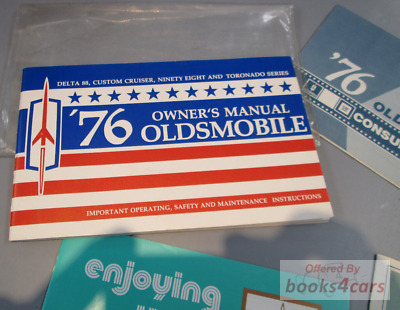 DELTA 88, CUSTOM CRUISER, NINETY EIGHT AND TORONADO SERIES
'76 OWNER'S MANUAL
OLDSMOBILE
IMPORTANT OPERATING, SAFETY AND MAINTENANCE INSTRUCTIONS
'76 OLD
CONSU
enjoying
Offered By
books4cars